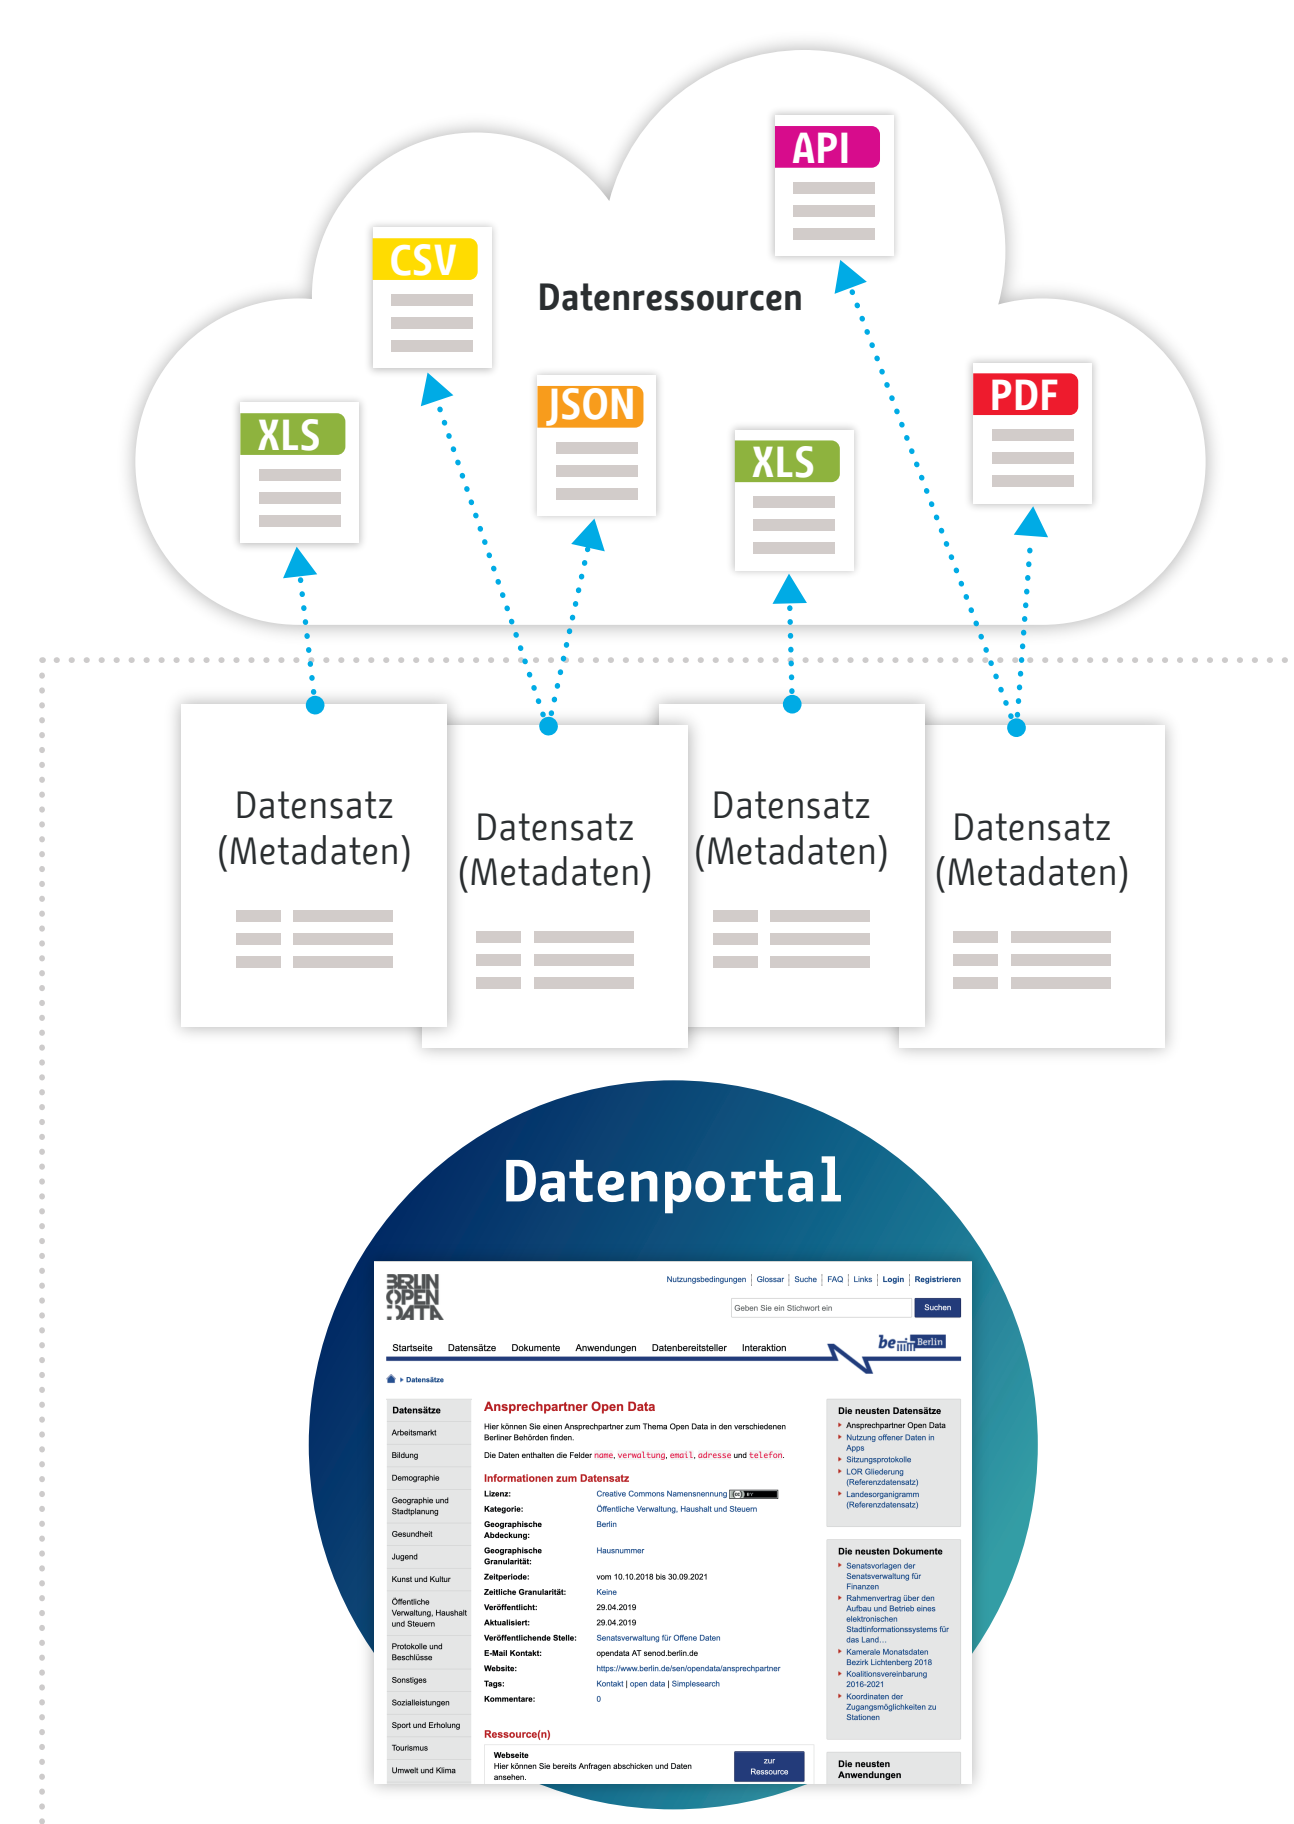 API
CSV
Datenressourcen
PDF
JSON
XLS
XLS
Datensatz
(Metadaten)
Datensatz
(Metadaten)
Datensatz
(Metadaten)
Datensatz
(Metadaten)
Datenportal
BERLIN
OPEN
DATA
Nutzungsbedingungen Glossar Suche FAQ Links Login Registrieren
Geben Sie ein Stichwort ein Suchen
be Berlin
Startseite Datensätze Dokumente Anwendungen Datenbereitsteller Interaktion
Datensätze
Datensätze
Arbeitsmarkt
Bildung
Demographie
Geographie und
Stadtplanung
Gesundheit
Jugend
Kunst und Kultur
Öffentliche
Verwaltung, Haushalt
und Steuern
Protokolle und
Beschlüsse
Sonstiges
Sozialleistungen
Sport und Erholung
Tourismus
Umwelt und Klima
Ansprechpartner Open Data
Hier können Sie einen Ansprechpartner zum Thema Open Data in den verschiedenen
Berliner Behörden finden.
Die Daten enthalten die Felder name, verwaltung, email, adresse und telefon.
Informationen zum Datensatz
Lizenz: Creative Commons Namensnennung (cc) BY
Kategorie: Öffentliche Verwaltung, Haushalt und Steuern
Geographische Berlin
Abdeckung:
Geographische Hausnummer
Granularität:
Zeitperiode: vom 10.10.2018 bis 30.09.2021
Zeitliche Granularität: Keine
Veröffentlicht: 29.04.2019
Aktualisiert: 29.04.2019
Veröffentlichende Stelle: Senatsverwaltung für Offene Daten
E-Mail Kontakt: opendata AT senod.berlin.de
Website: https://www.berlin.de/sen/opendata/ansprechpartner
Tags: Kontakt | open data | Simplesearch
Kommentare: 0
Ressource(n)
Webseite
Hier können Sie bereits Anfragen abschicken und Daten
ansehen.
zur
Ressource
Die neusten Datensätze
Ansprechpartner Open Data
Nutzung offener Daten in
Apps
Sitzungsprotokolle
LOR Gliederung
(Referenzdatensatz)
Landesorganigramm
(Referenzdatensatz)
Die neusten Dokumente
Senatsvorlagen der
Senatsverwaltung für
Finanzen
Rahmenvertrag über den
Aufbau und Betrieb eines
elektronischen
Stadtinformationssystems für
das Land…
Kamerale Monatsdaten
Bezirk Lichtenberg 2018
Koalitionsvereinbarung
2016-2021
Koordinaten der
Zugangsmöglichkeiten zu
Stationen
Die neusten
Anwendungen